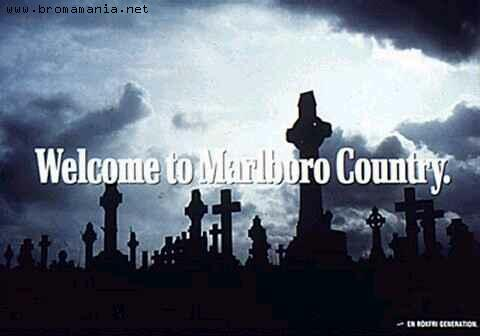 www.bromamania.net
Welcome to Marlboro Country.
EN RÖKFRI GENERATION.